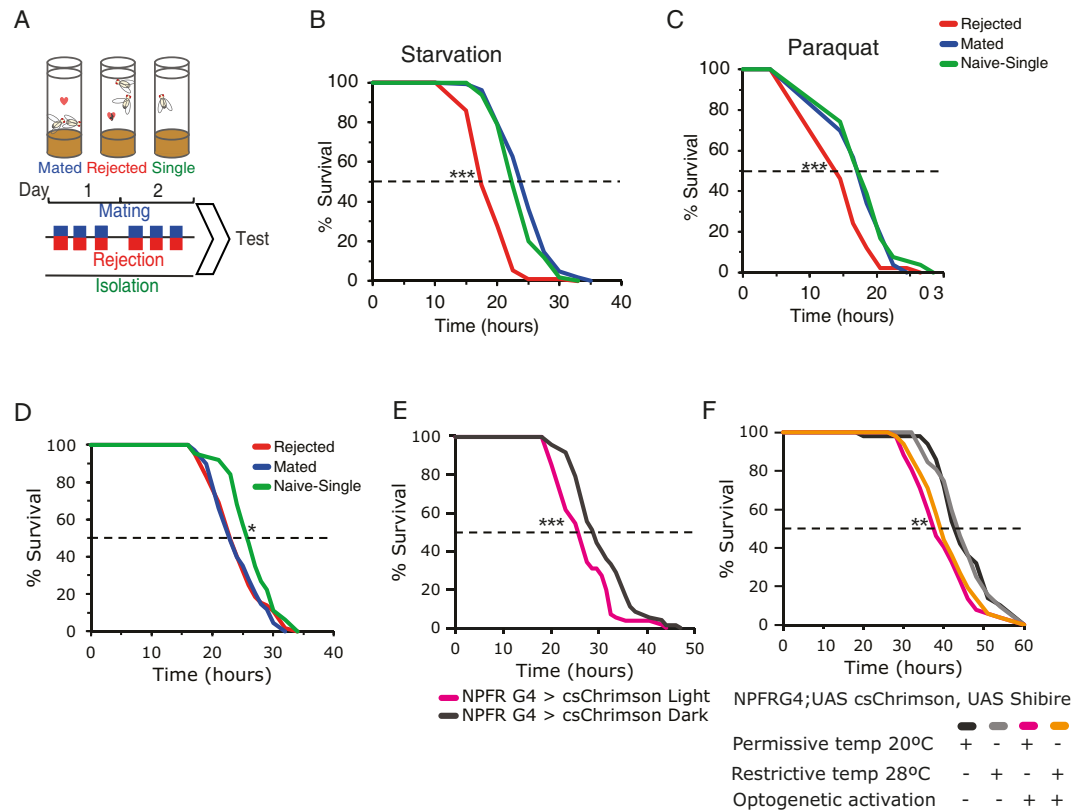 A
Mated Rejected Single
Day 1 2
Mating
Rejection
Isolation
Test
B
Starvation
% Survival
100
80
60
40
20
0
***
0 10 20 30 40
Time (hours)
C
Paraquat
Rejected
Mated
Naive-Single
% Survival
100
80
60
40
20
0
***
0 10 20 0 3
Time (hours)
D
Rejected
Mated
Naive-Single
% Survival
100
80
60
40
20
0
*
0 10 20 30 40
Time (hours)
E
% Survival
100
80
60
40
20
0
***
0 10 20 30 40 50
Time (hours)
NPFR G4 > csChrimson Light
NPFR G4 > csChrimson Dark
F
% Survival
100
80
60
40
20
0
**
0 10 20 30 40 50 60
Time (hours)
NPFRG4;UAS csChrimson, UAS Shibire
Permissive temp 20ºC + - + -
Restrictive temp 28ºC - + - +
Optogenetic activation - - + +